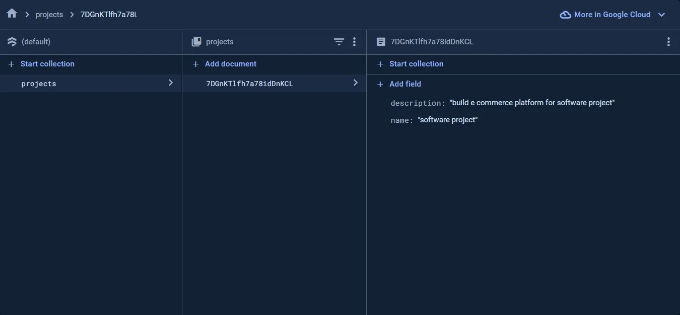 projects
7DGnKTlfh7a78i
More in Google Cloud
(default)
projects
7DGnKTlfh7a78idDnKCL
Start collection
Add document
Start collection
projects
7DGnKTlfh7a78idDnKCL
Add field
description: "build e commerce platform for software project"
name: "software project"